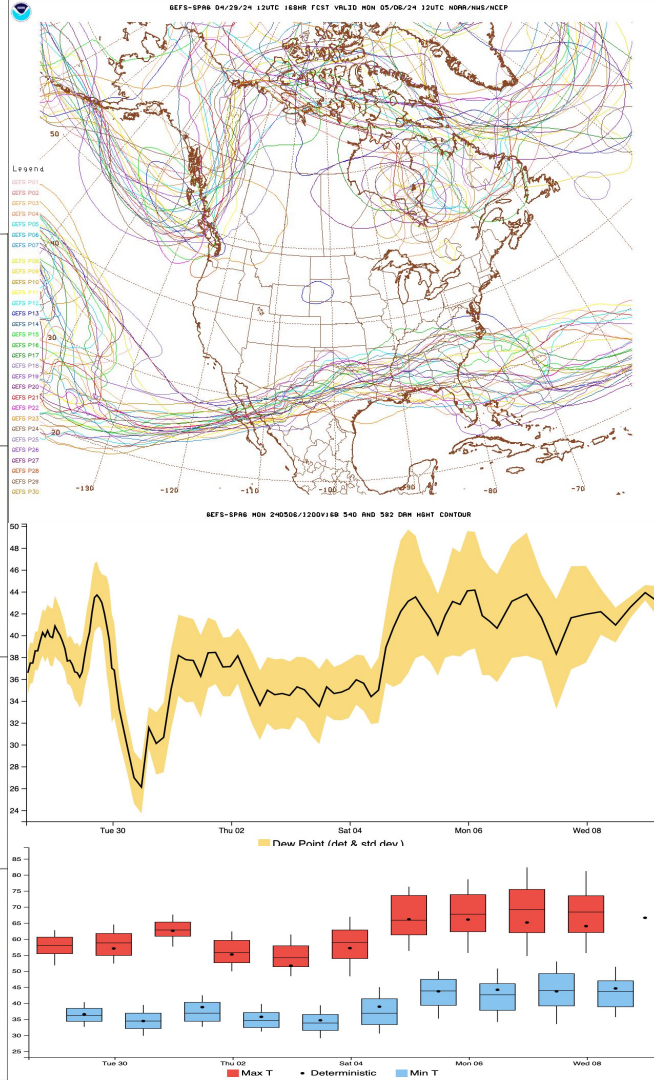 GEFS-SPAG 04/29/24 12UTC 168HR FCST VALID MON 05/06/24 12UTC NOAA/NWS/NCEP
50
Legend
GEFS P01
GEFS P02
GEFS P03
GEFS P04
GEFS P05
GEFS P06
GEFS P07
40
GEFS P08
GEFS P09
GEFS P10
GEFS P11
GEFS P12
GEFS P13
GEFS P14
GEFS P15
30
GEFS P16
GEFS P17
GEFS P18
GEFS P19
GEFS P20
GEFS P21
GEFS P22
GEFS P23
GEFS P24
20
GEFS P25
GEFS P26
GEFS P27
GEFS P28
GEFS P29
GEFS P30
-130 -120 -110 -100 -90 -80 -70
GEFS-SPAG MON 240506/1200V168 540 AND 582 DAM HGHT CONTOUR
50
48
46
44
42
40
38
36
34
32
30
28
26
24
Tue 30 Thu 02 Sat 04 Mon 06 Wed 08
Dew Point (det & std dev)
85
80
75
70
65
60
55
50
45
40
35
30
25
Tue 30 Thu 02 Sat 04 Mon 06 Wed 08
Max T Deterministic Min T